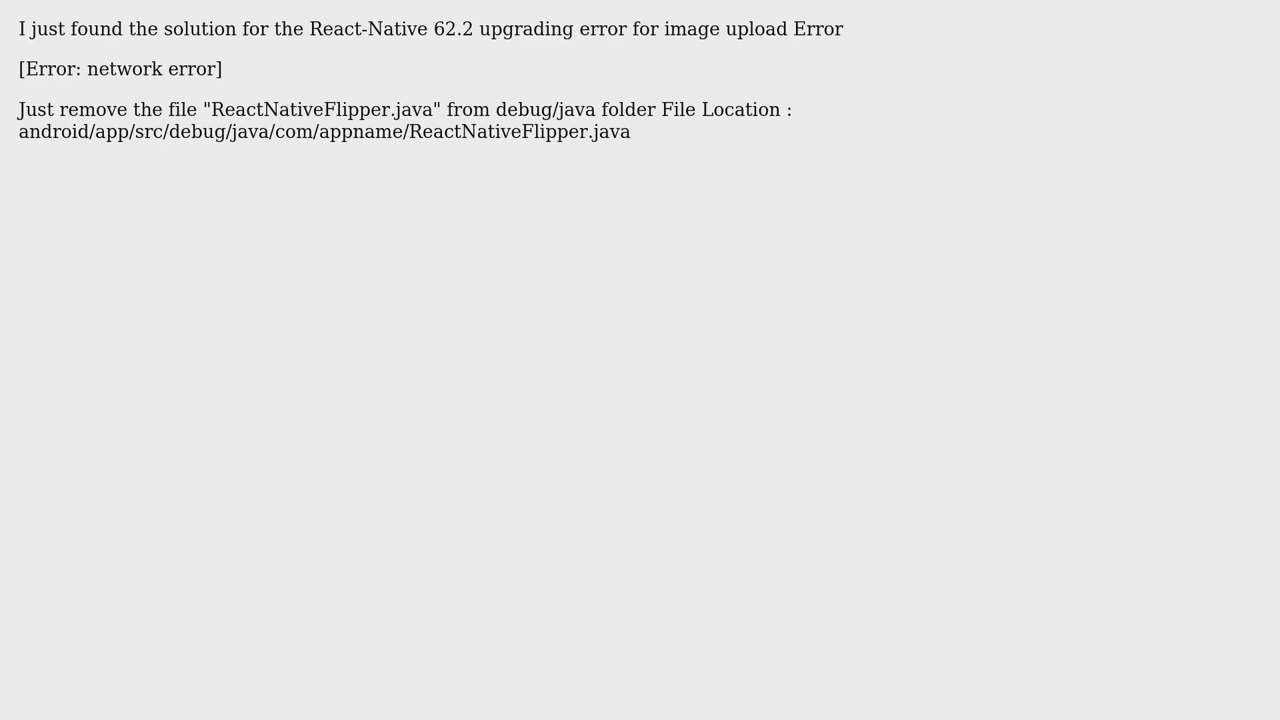 I just found the solution for the React-Native 62.2 upgrading error for image upload Error
[Error: network error]
Just remove the file "ReactNativeFlipper.java" from debug/java folder File Location :
android/app/src/debug/java/com/appname/ReactNativeFlipper.java